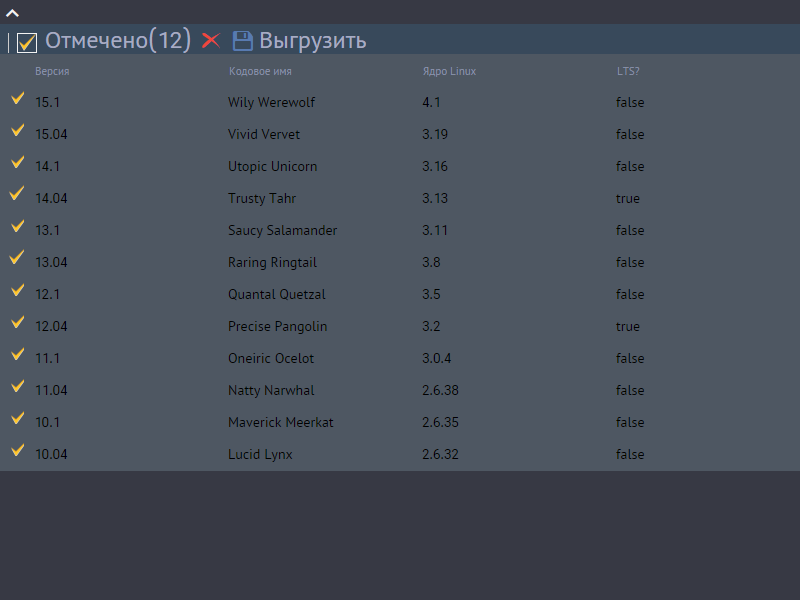 Отмечено(12) Выгрузить
Версия Кодовое имя Ядро Linux LTS?
15.1 Wily Werewolf 4.1 false
15.04 Vivid Vervet 3.19 false
14.1 Utopic Unicorn 3.16 false
14.04 Trusty Tahr 3.13 true
13.1 Saucy Salamander 3.11 false
13.04 Raring Ringtail 3.8 false
12.1 Quantal Quetzal 3.5 false
12.04 Precise Pangolin 3.2 true
11.1 Oneiric Ocelot 3.0.4 false
11.04 Natty Narwhal 2.6.38 false
10.1 Maverick Meerkat 2.6.35 false
10.04 Lucid Lynx 2.6.32 false